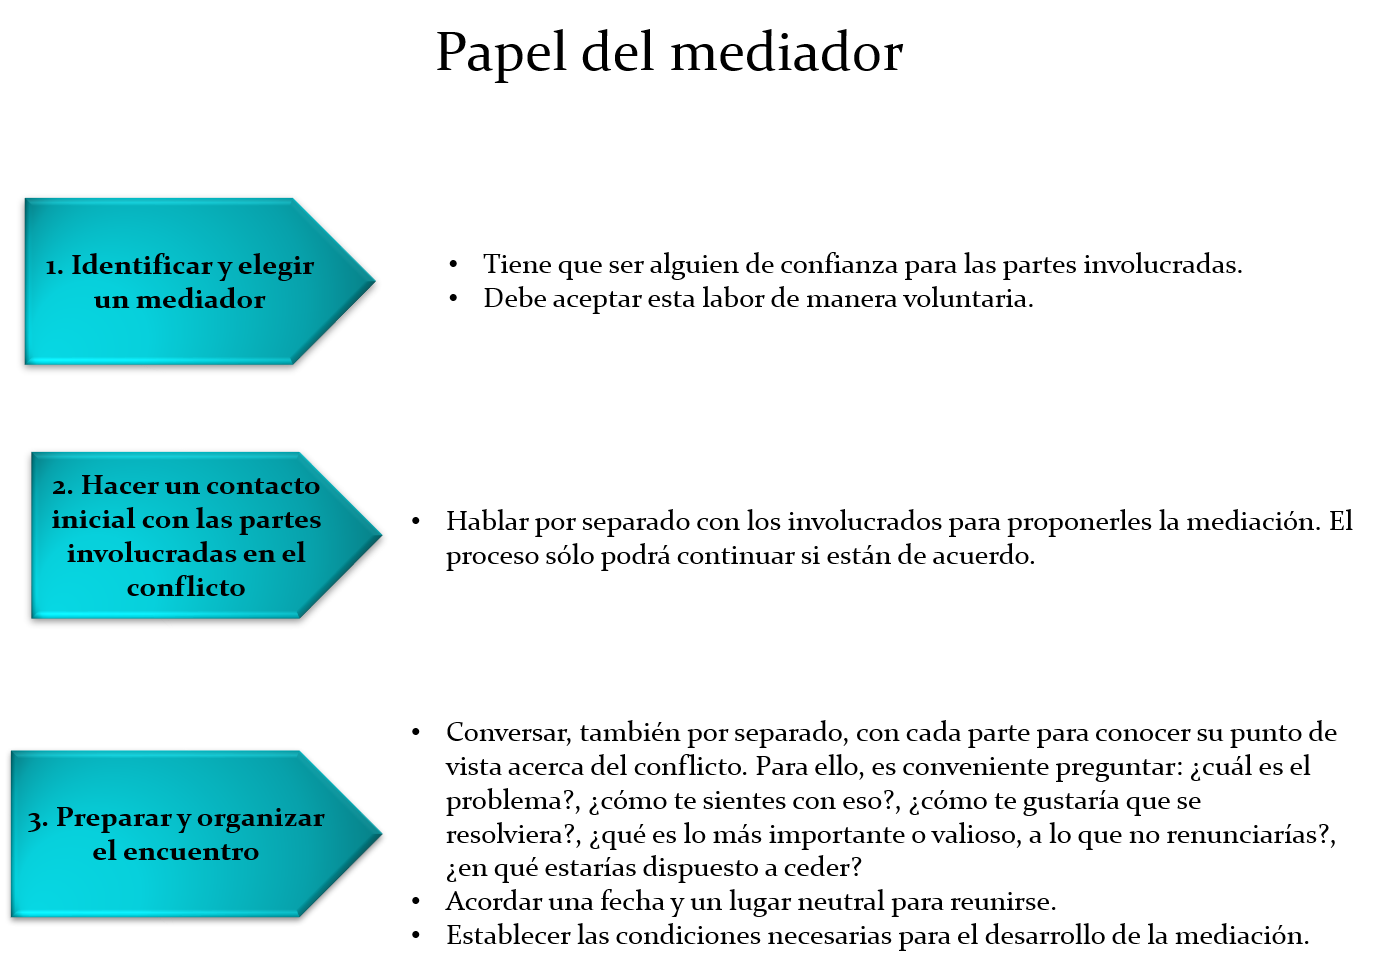 Papel del mediador
1. Identificar y elegir
un mediador
• Tiene que ser alguien de confianza para las partes involucradas.
• Debe aceptar esta labor de manera voluntaria.
2. Hacer un contacto
inicial con las partes
involucradas en el
conflicto
• Hablar por separado con los involucrados para proponerles la mediación. El
proceso sólo podrá continuar si están de acuerdo.
3. Preparar y organizar
el encuentro
• Conversar, también por separado, con cada parte para conocer su punto de
vista acerca del conflicto. Para ello, es conveniente preguntar: ¿cuál es el
problema?, ¿cómo te sientes con eso?, ¿cómo te gustaría que se
resolviera?, ¿qué es lo más importante o valioso, a lo que no renunciarías?,
¿en qué estarías dispuesto a ceder?
• Acordar una fecha y un lugar neutral para reunirse.
• Establecer las condiciones necesarias para el desarrollo de la mediación.